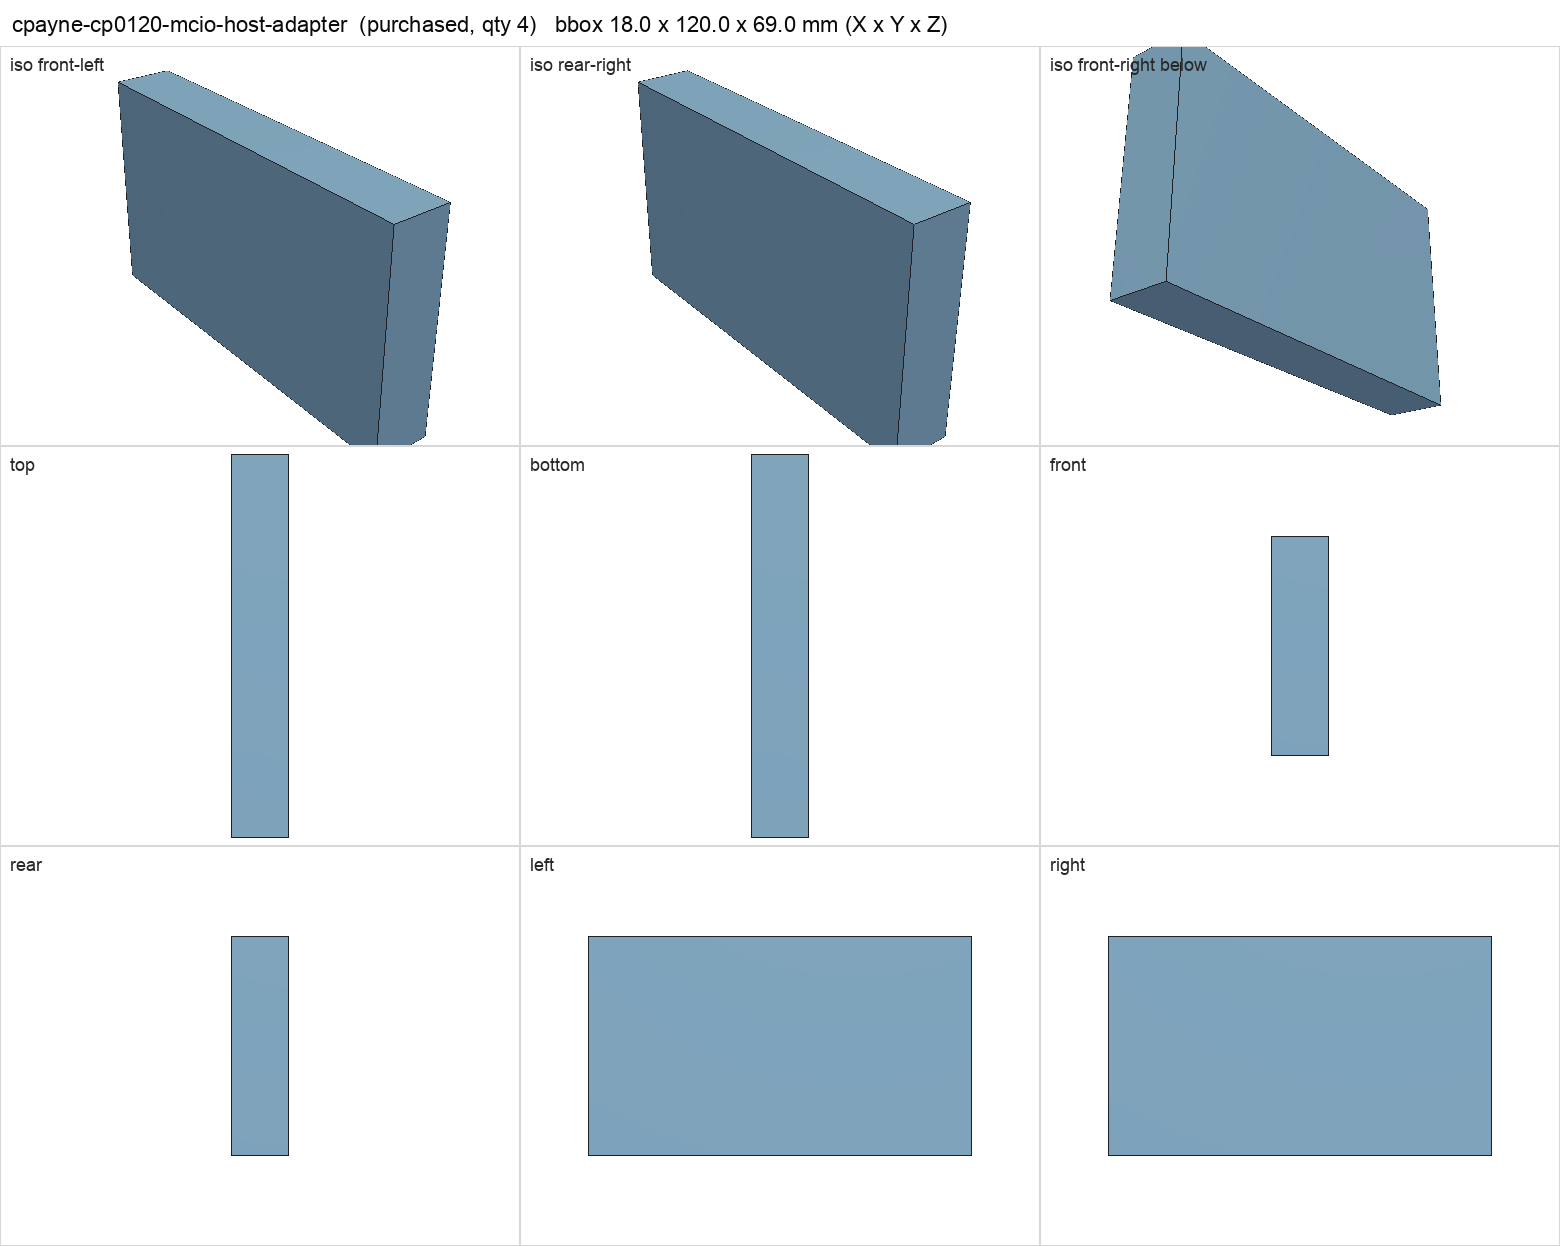 cpayne-cp0120-mcio-host-adapter (purchased, qty 4) bbox 18.0 x 120.0 x 69.0 mm (X x Y x Z)
iso front-left
iso rear-right
iso front-right below
top
bottom
front
rear
left
right